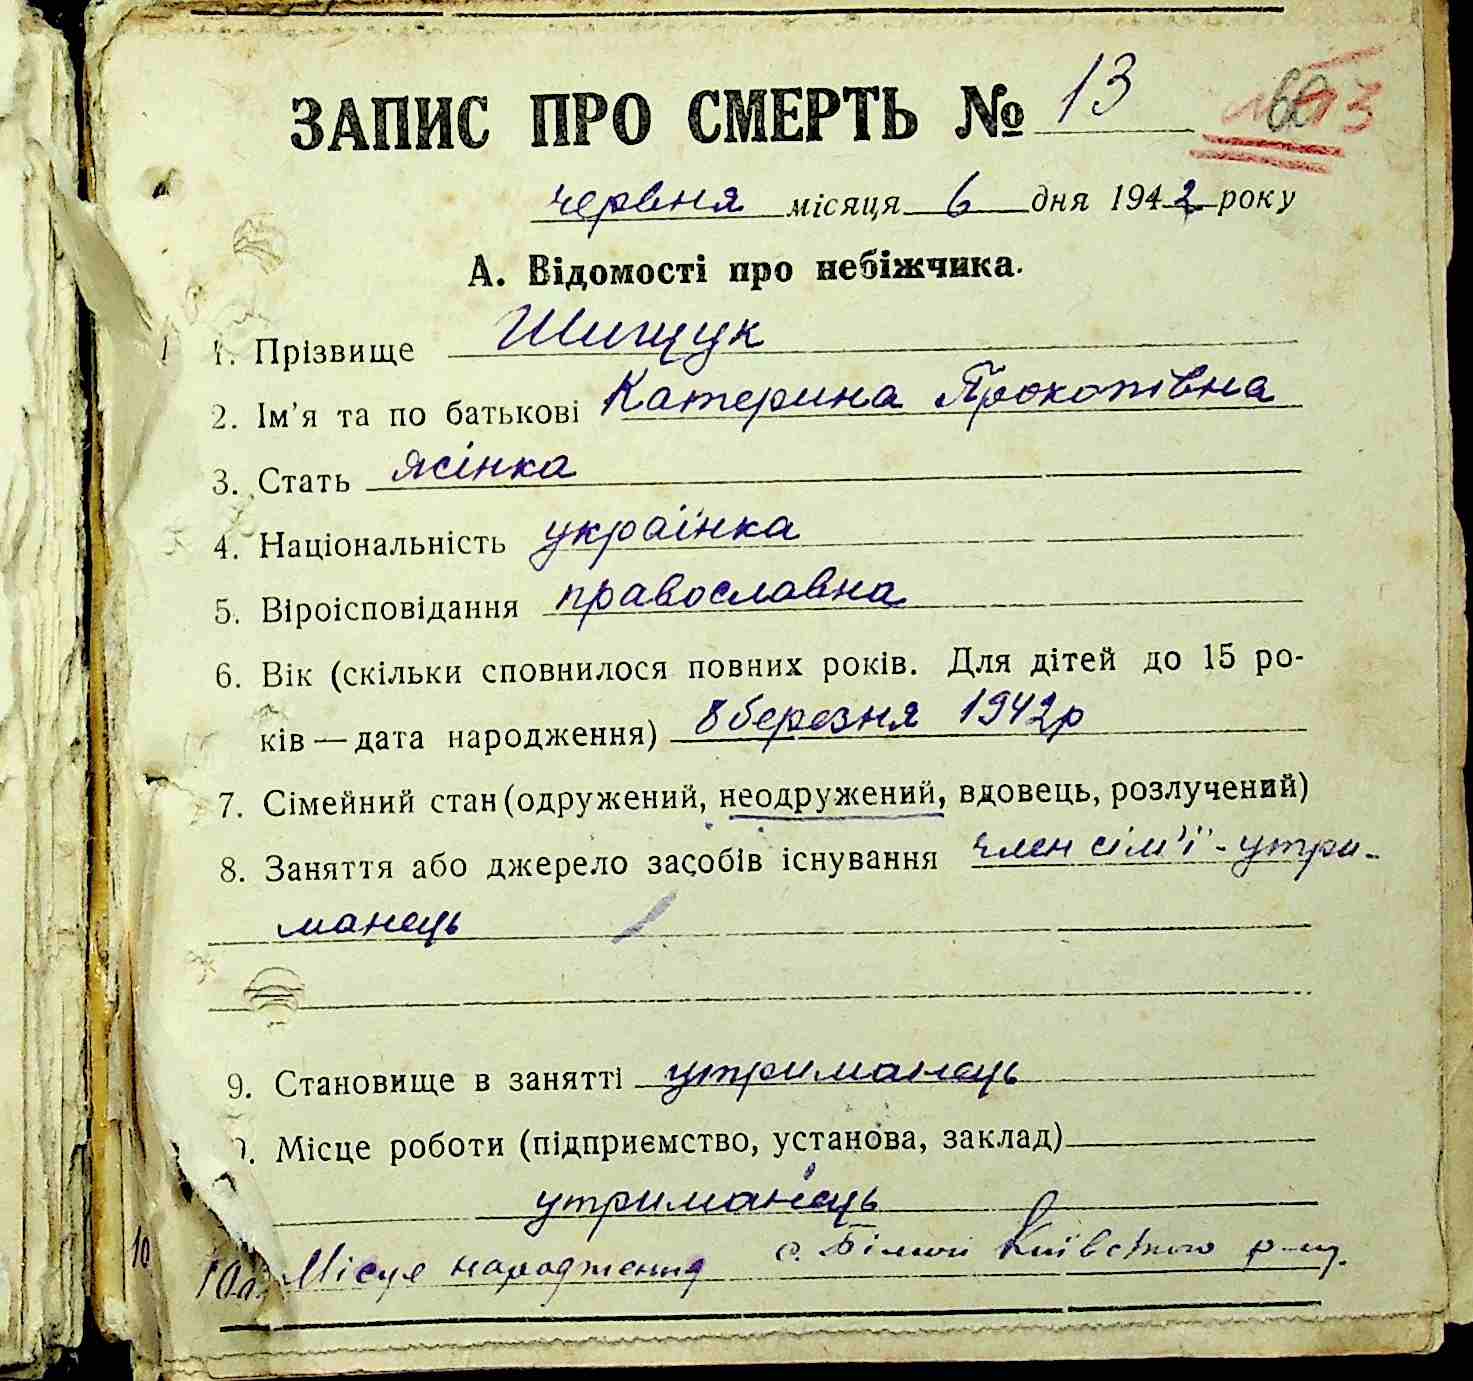 ЗАПИС ПРО СМЕРТЬ № 13
червня місяця 6 дня 1942 року
А. Відомості про небіжчика.
1. Прізвище Шищук
2. Ім'я та по батькові Катерина Прокопівна
3. Стать жінка
4. Національність українка
5. Віроісповідання православна
6. Вік (скільки сповнилося повних років. Для дітей до 15 ро-
ків — дата народження) 8 березня 1942р
7. Сімейний стан (одружений, неодружений, вдовець, розлучений)
8. Заняття або джерело засобів існування член сім'ї - утри-
манець
9. Становище в занятті утриманець
Місце роботи (підприємство, установа, заклад)
утриманець
10 10а. Місце народження с. Київського р-ну.